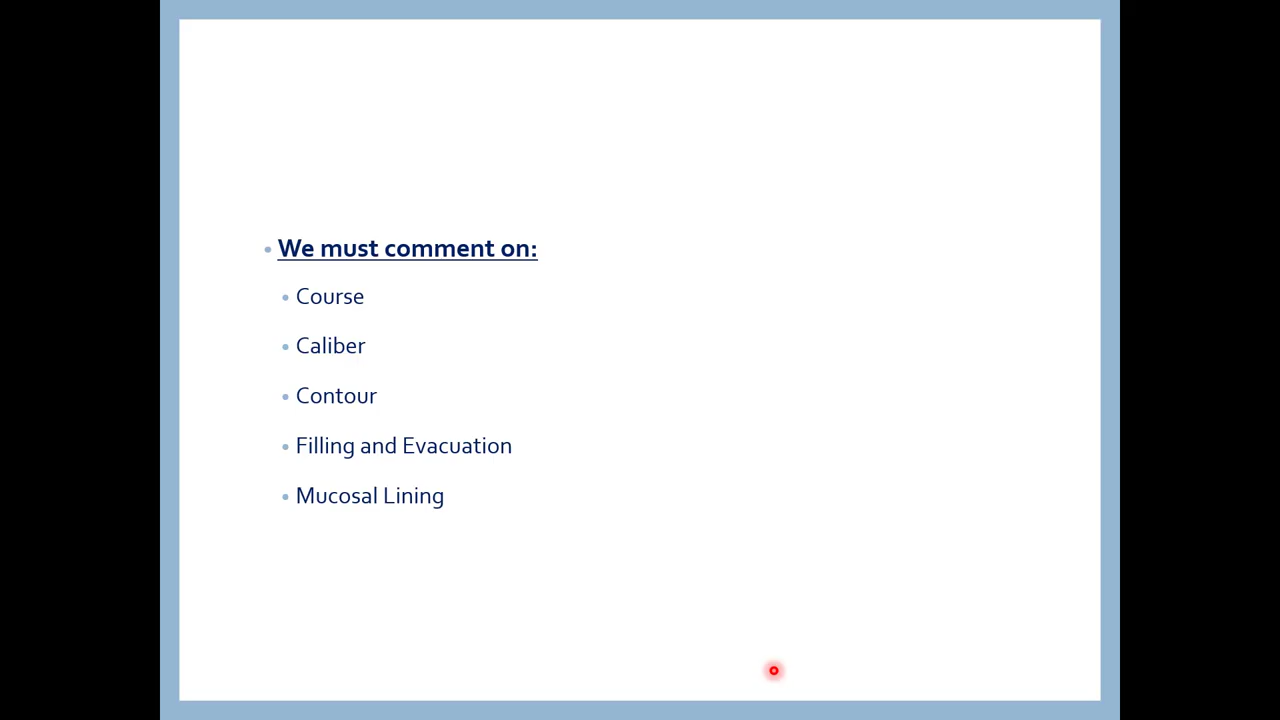 We must comment on:
Course
Caliber
Contour
Filling and Evacuation
Mucosal Lining